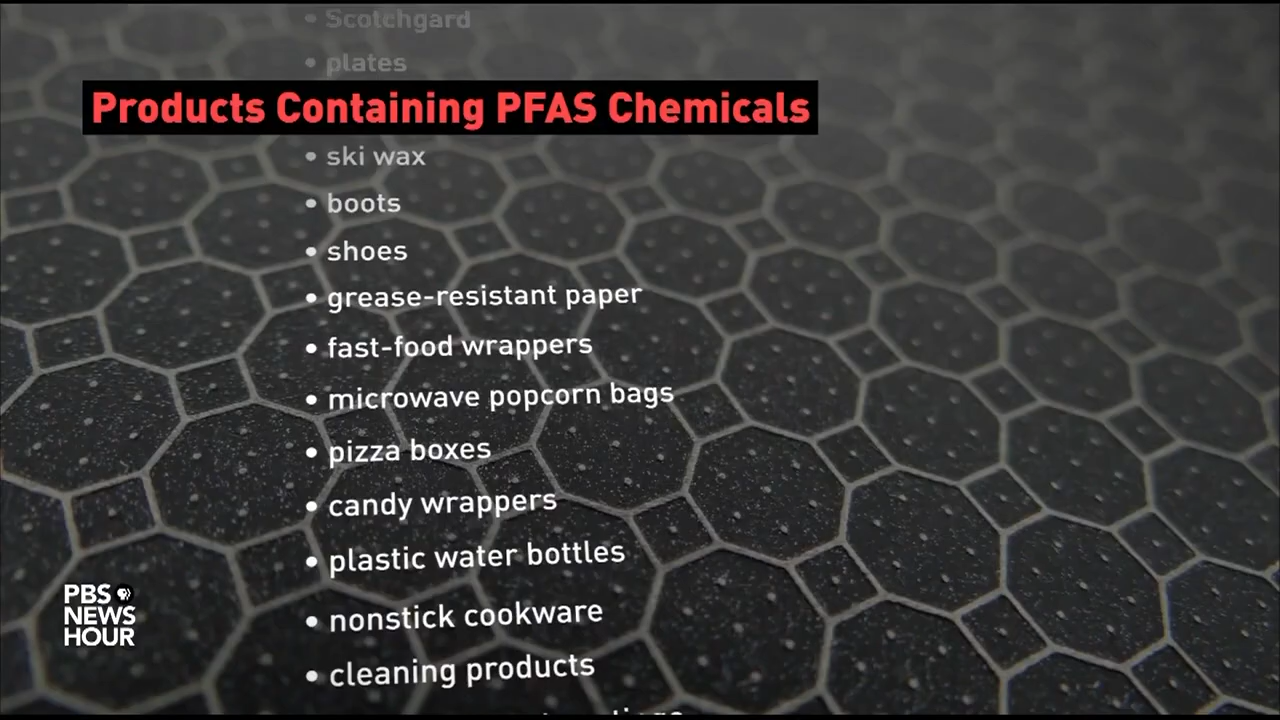 • Scotchgard
• plates
Products Containing PFAS Chemicals
• ski wax
• boots
• shoes
• grease-resistant paper
• fast-food wrappers
• microwave popcorn bags
• pizza boxes
• candy wrappers
• plastic water bottles
• nonstick cookware
• cleaning products
PBS
NEWS
HOUR